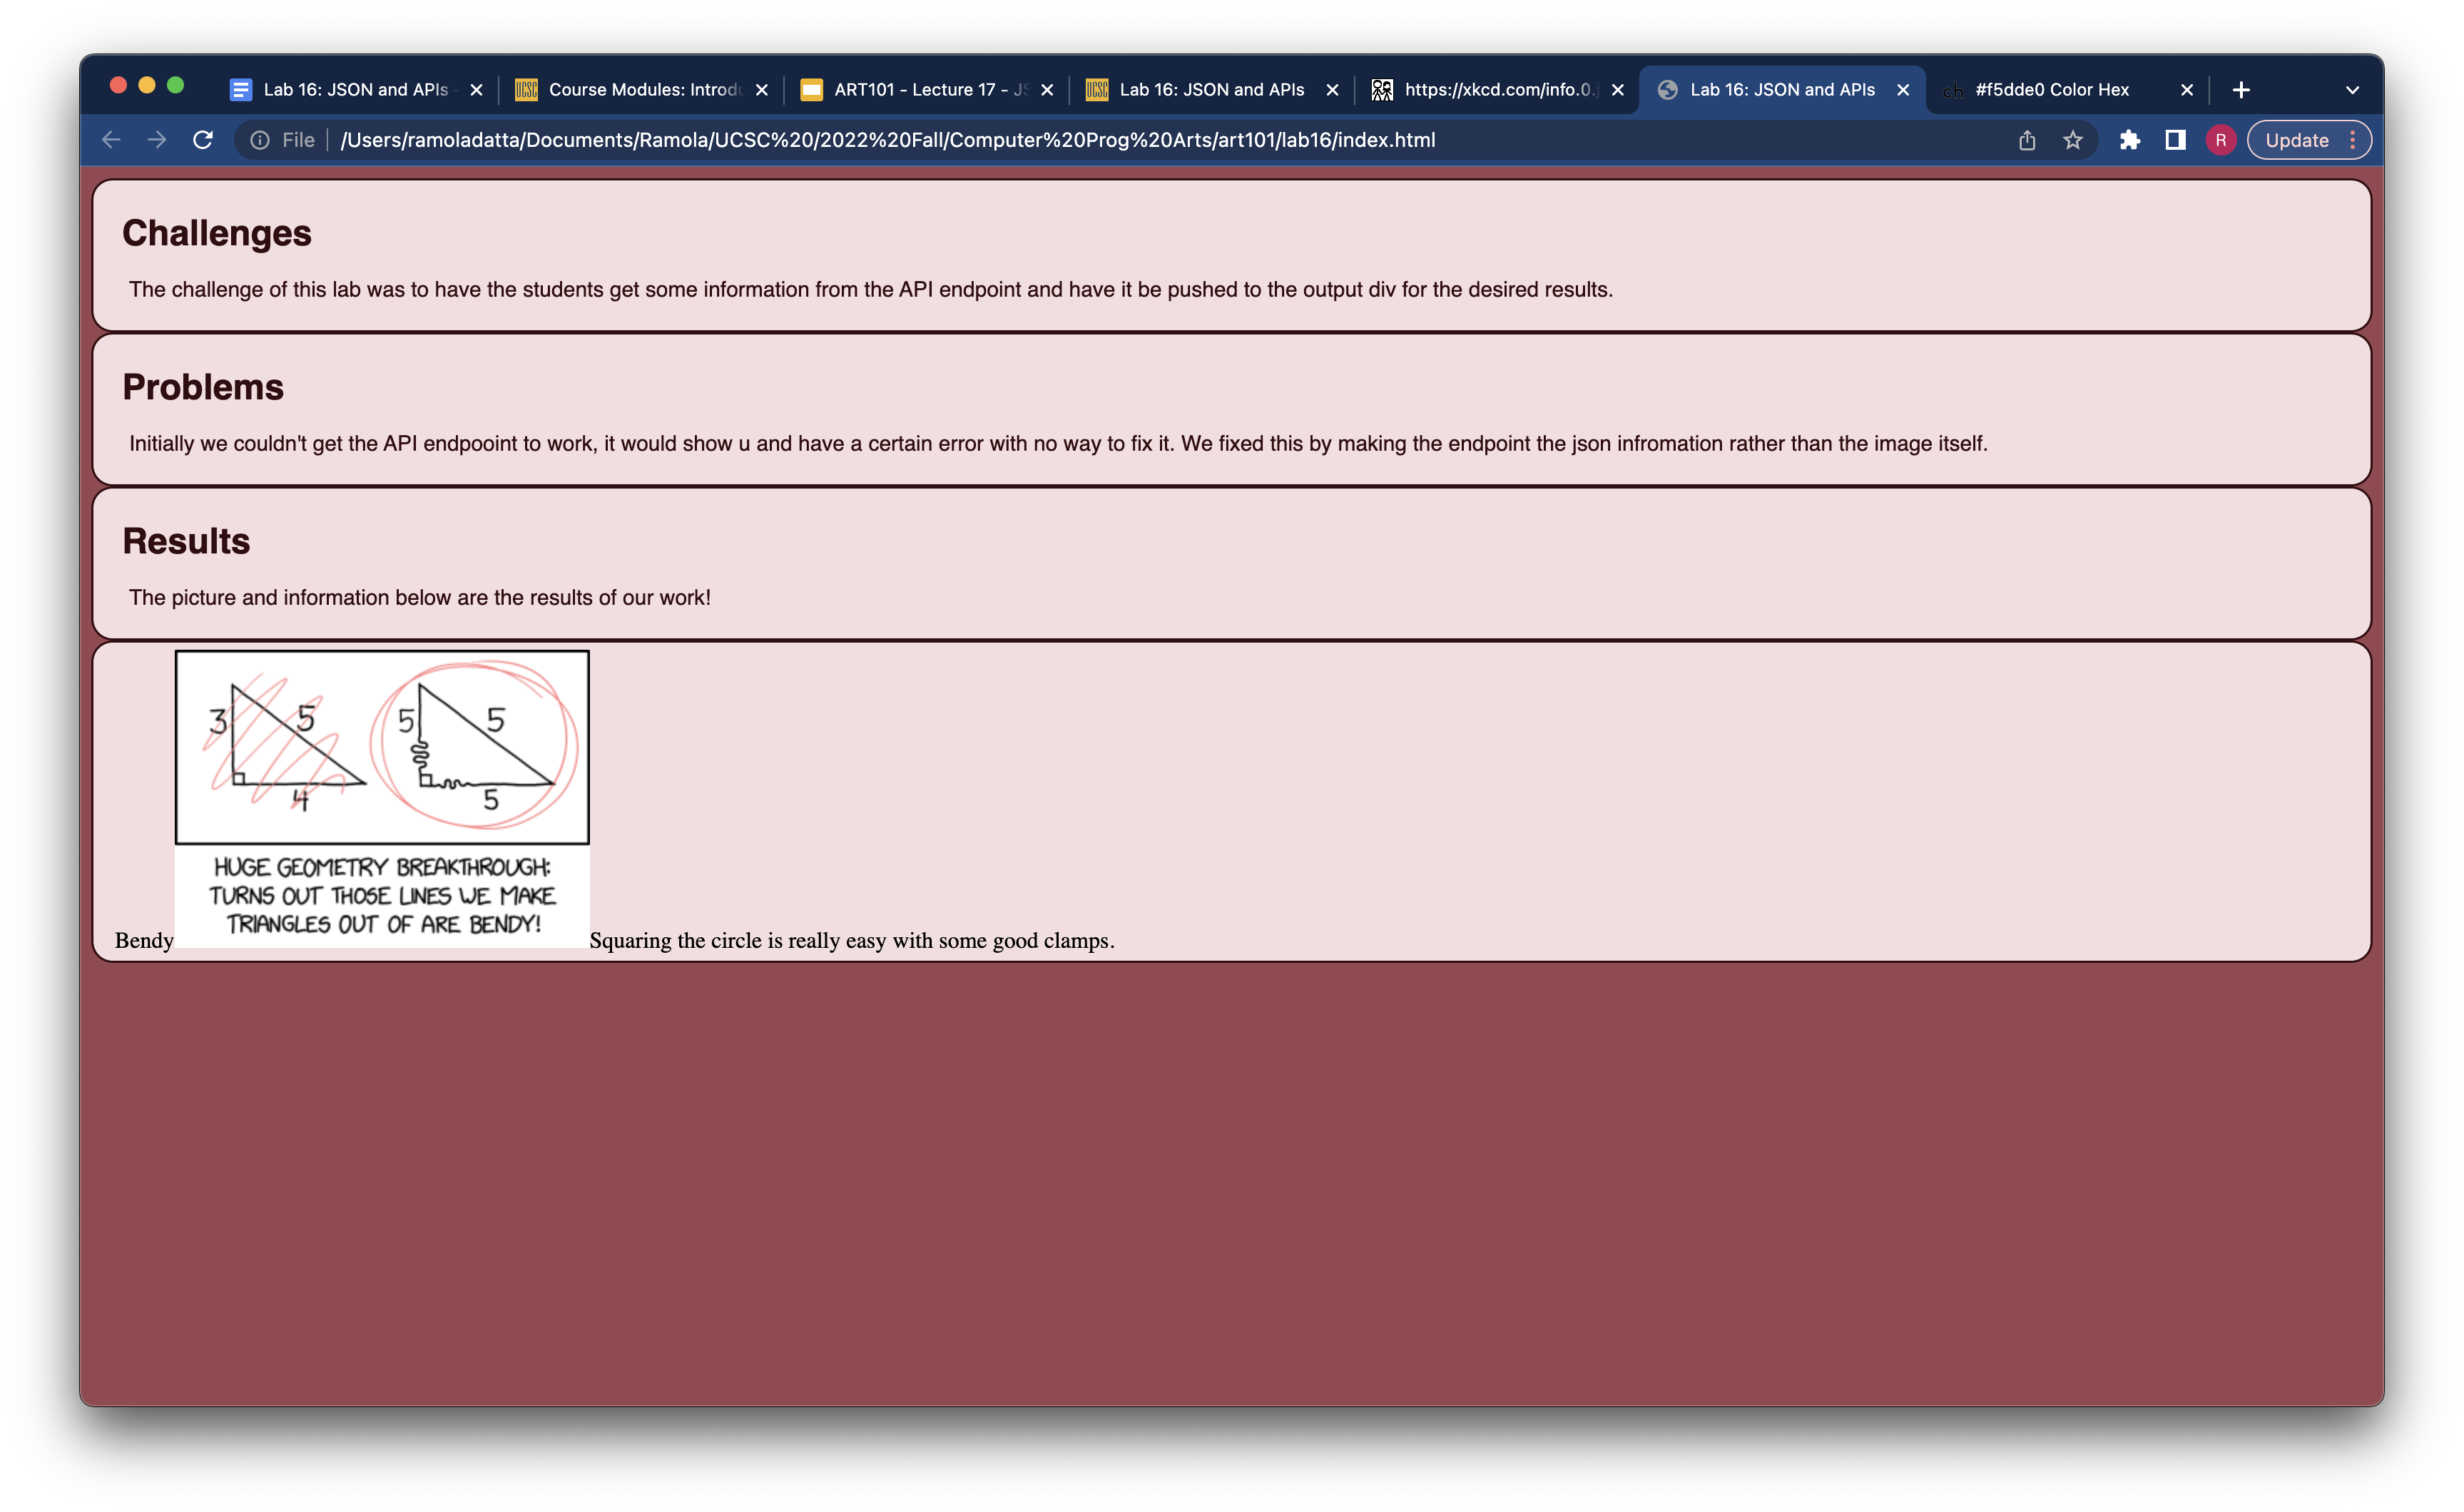 Lab 16: JSON and APIs - Course Modules: Introdu ART101 - Lecture 17 - JS Lab 16: JSON and APIs https://xkcd.com/info.0.j Lab 16: JSON and APIs ch #f5dde0 Color Hex
File /Users/ramoladatta/Documents/Ramola/UCSC%20/2022%20Fall/Computer%20Prog%20Arts/art101/lab16/index.html R Update
Challenges
The challenge of this lab was to have the students get some information from the API endpoint and have it be pushed to the output div for the desired results.
Problems
Initially we couldn't get the API endpooint to work, it would show u and have a certain error with no way to fix it. We fixed this by making the endpoint the json infromation rather than the image itself.
Results
The picture and information below are the results of our work!
3 5 5 5
4 5
HUGE GEOMETRY BREAKTHROUGH:
TURNS OUT THOSE LINES WE MAKE
TRIANGLES OUT OF ARE BENDY!
Bendy Squaring the circle is really easy with some good clamps.